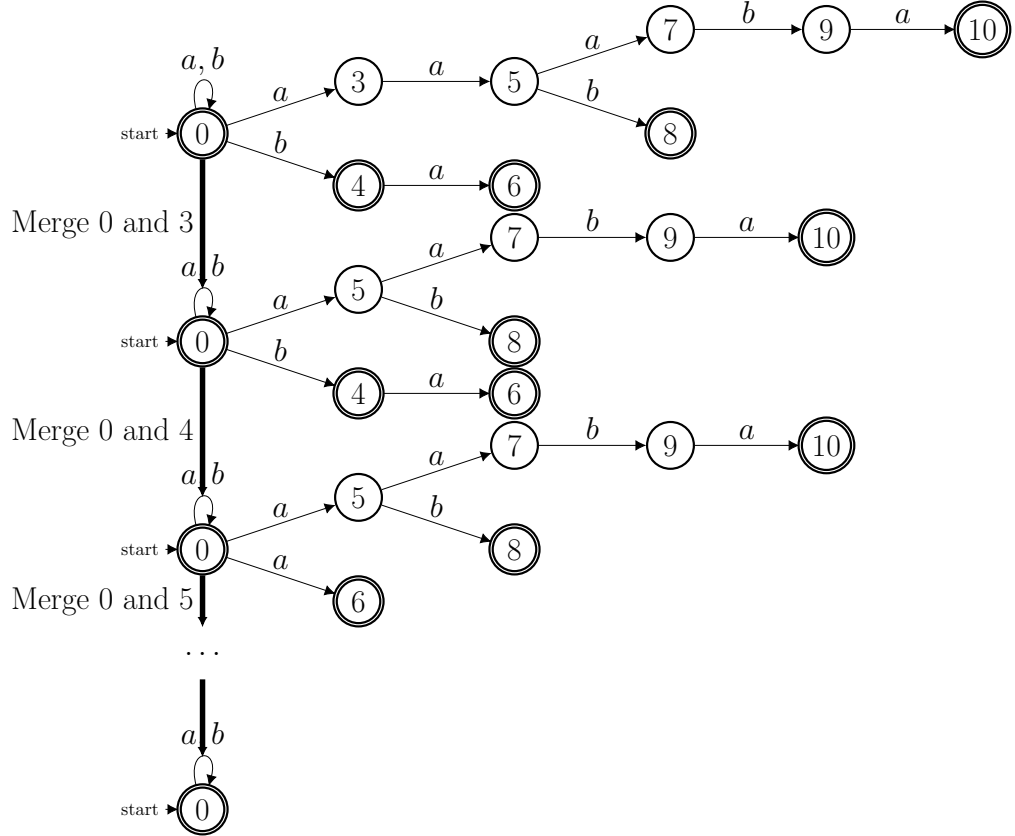 7 b 9 a 10
a
a, b 3 a 5
a b
start 0 8
b
4 a 6
Merge 0 and 3
7 b 9 a 10
a
a, b 5
a b
start 0 8
b
4 a 6
Merge 0 and 4
7 b 9 a 10
a
a, b 5
a b
start 0 8
a
Merge 0 and 5 6
...
a, b
start 0